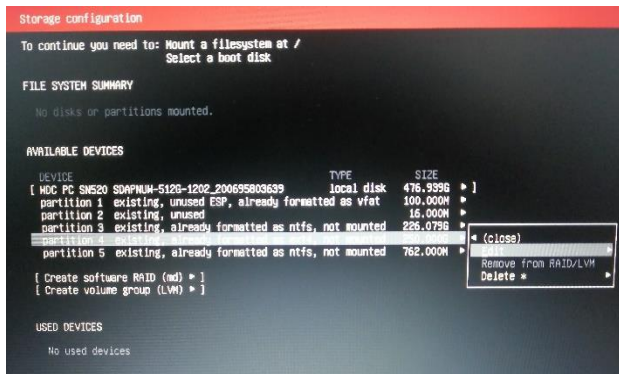 Storage configuration
To continue you need to: Mount a filesystem at /
Select a boot disk
FILE SYSTEM SUMMARY
No disks or partitions mounted.
AVAILABLE DEVICES
DEVICE TYPE SIZE
[ WDC PC SN520 SDAPNUW-512G-1202_200695803639 local disk 476.939G ▸ ]
partition 1 existing, unused ESP, already formatted as vfat 100.000M ▸
partition 2 existing, unused 16.000M ▸
partition 3 existing, already formatted as ntfs, not mounted 226.079G ▸
partition 4 existing, already formatted as not mounted
partition 5 existing, already formatted as ntfs, not mounted 762.000M ▸
◂ (close)
Edit
Remove from RAID/LVM
Delete * ▸
[ Create software RAID (md) ▸ ]
[ Create volume group (LVM) ▸ ]
USED DEVICES
No used devices